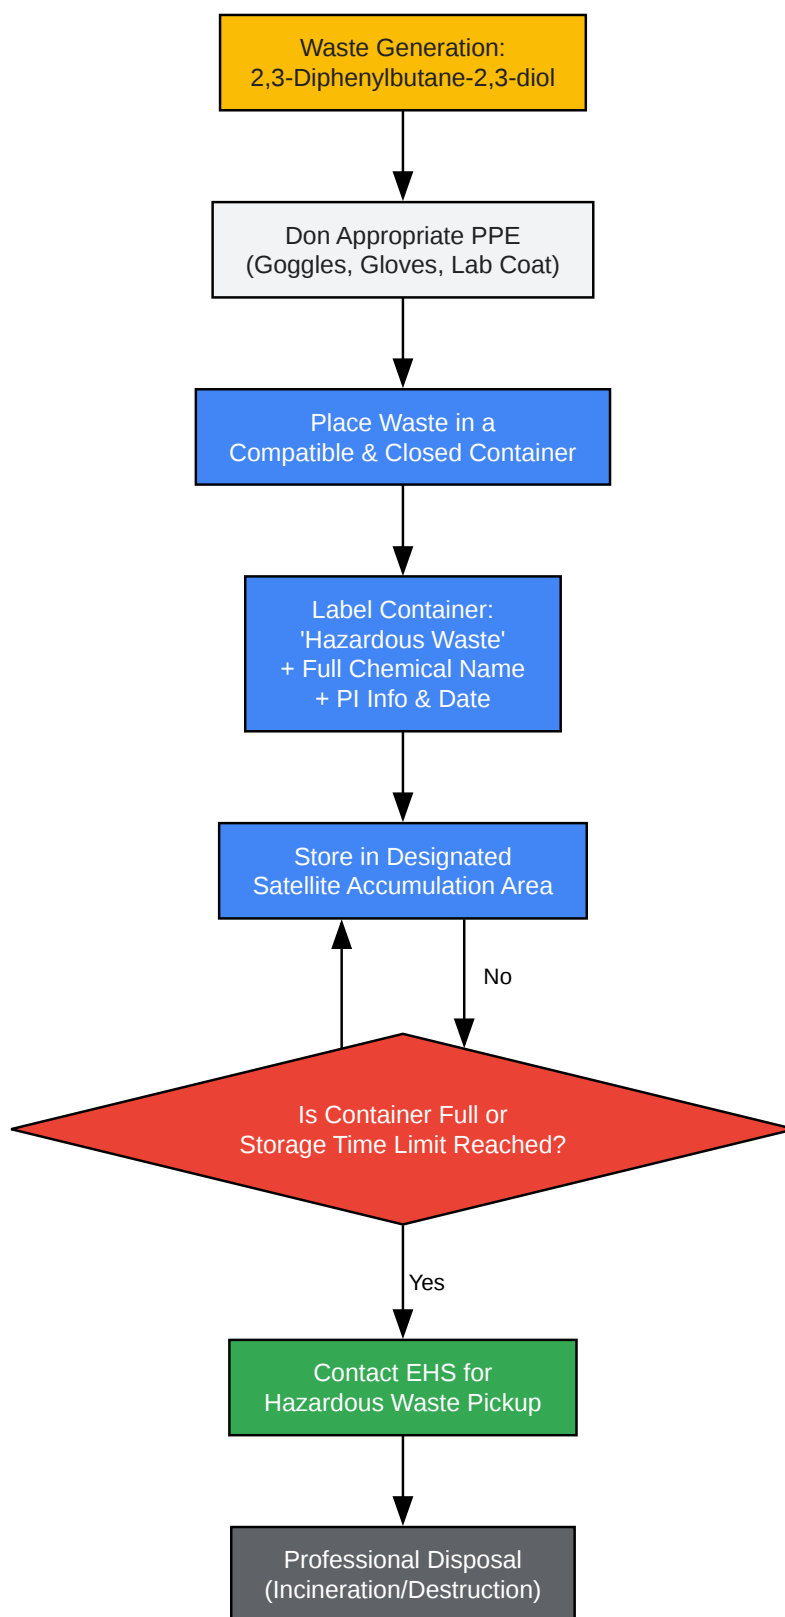 Waste Generation:
2,3-Diphenylbutane-2,3-diol
Don Appropriate PPE
(Goggles, Gloves, Lab Coat)
Place Waste in a
Compatible & Closed Container
Label Container:
'Hazardous Waste'
+ Full Chemical Name
+ PI Info & Date
Store in Designated
Satellite Accumulation Area
No
Is Container Full or
Storage Time Limit Reached?
Yes
Contact EHS for
Hazardous Waste Pickup
Professional Disposal
(Incineration/Destruction)